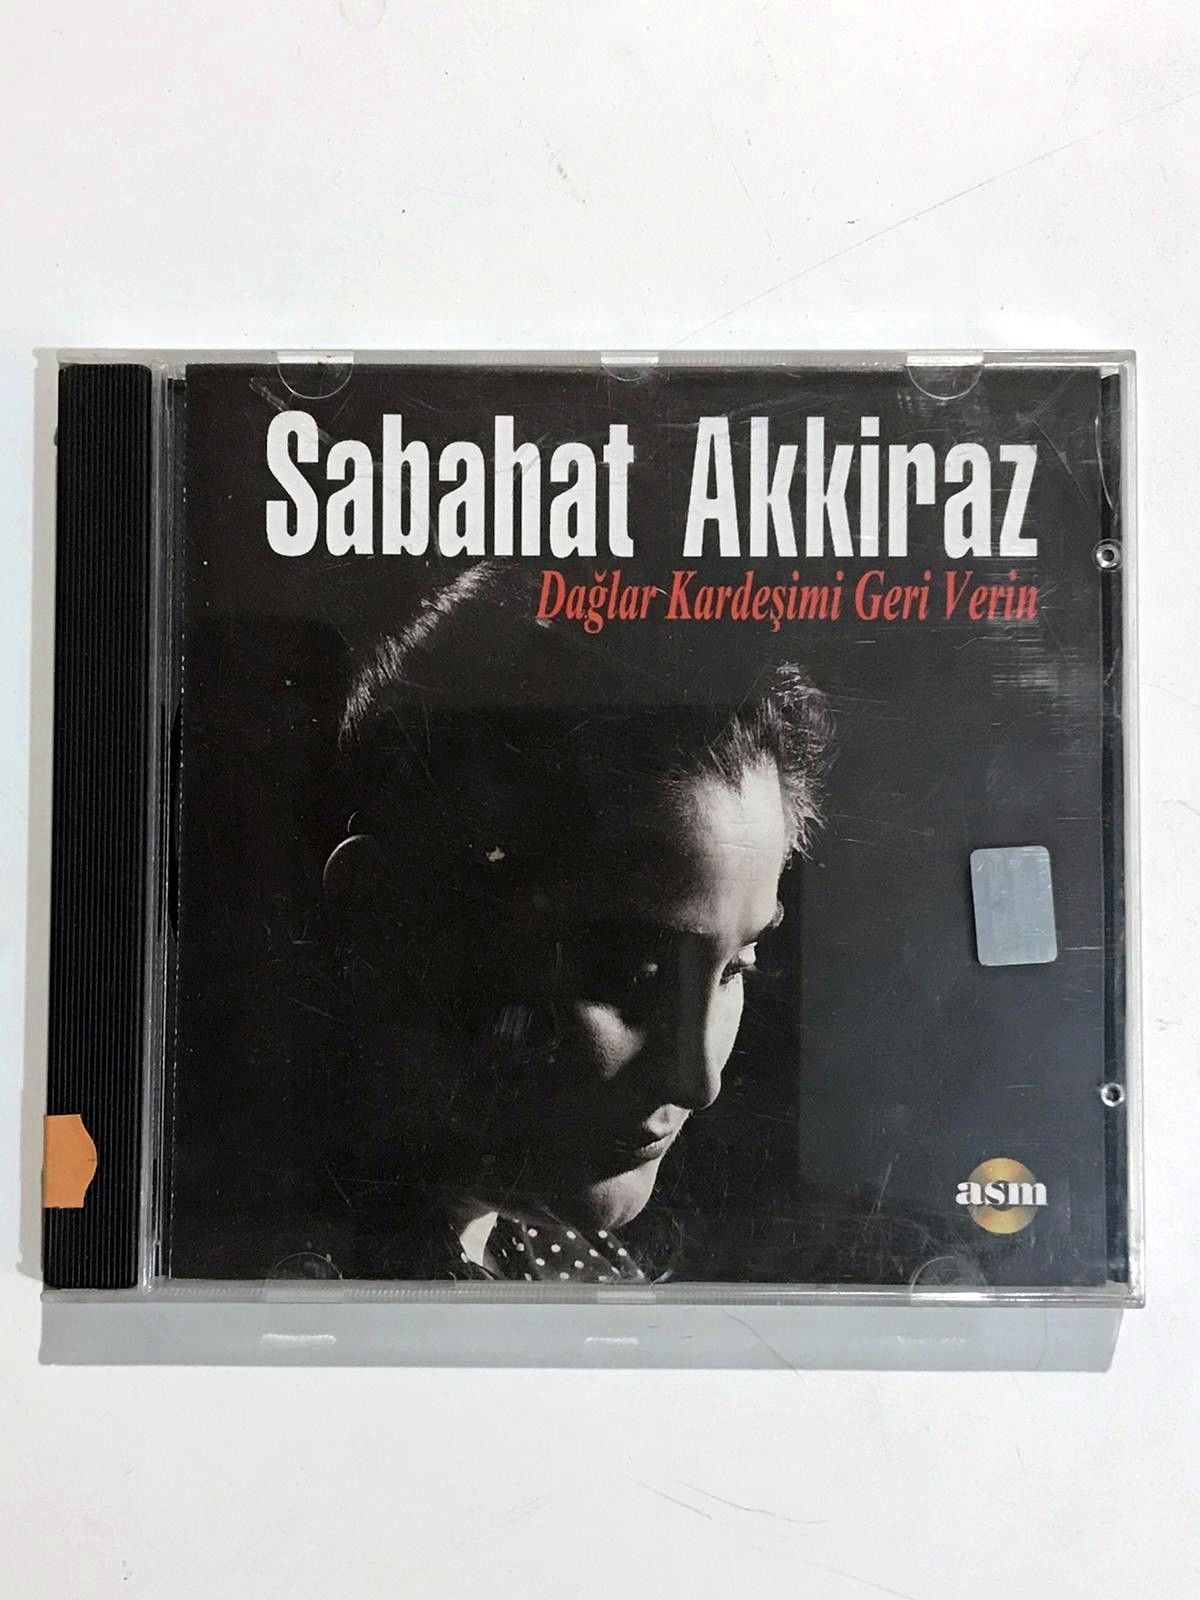 Sabahat Akkiraz
Dağlar Kardeşimi Geri Verin
asm